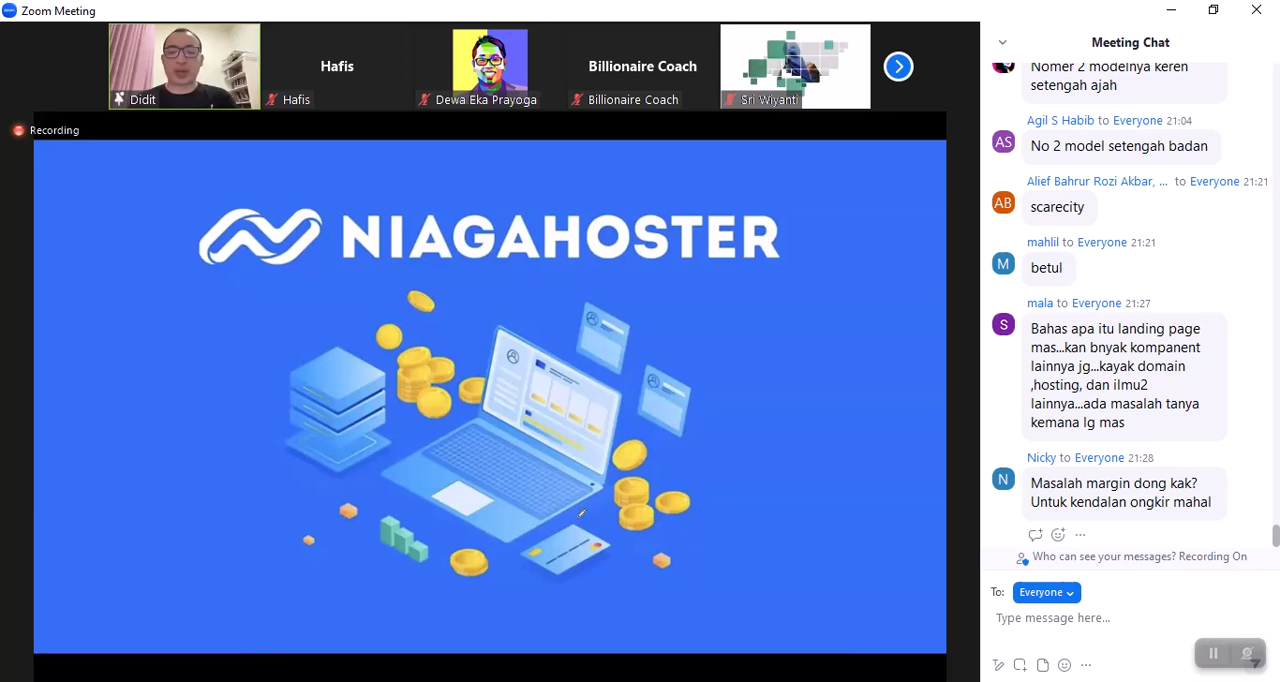 Zoom Meeting
Didit
Hafis
Hafis
Dewa Eka Prayoga
Billionaire Coach
Billionaire Coach
Sri Wiyanti
Recording
NIAGAHOSTER
Meeting Chat
Nomer 2 modelnya keren
setengah ajah
Agil S Habib to Everyone 21:04
AS
No 2 model setengah badan
Alief Bahrur Rozi Akbar, ... to Everyone 21:21
AB
scarecity
mahlil to Everyone 21:21
M
betul
mala to Everyone 21:27
S
Bahas apa itu landing page
mas...kan bnyak kompanent
lainnya jg...kayak domain
,hosting, dan ilmu2
lainnya...ada masalah tanya
kemana lg mas
Nicky to Everyone 21:28
N
Masalah margin dong kak?
Untuk kendalan ongkir mahal
Who can see your messages? Recording On
To: Everyone
Type message here...